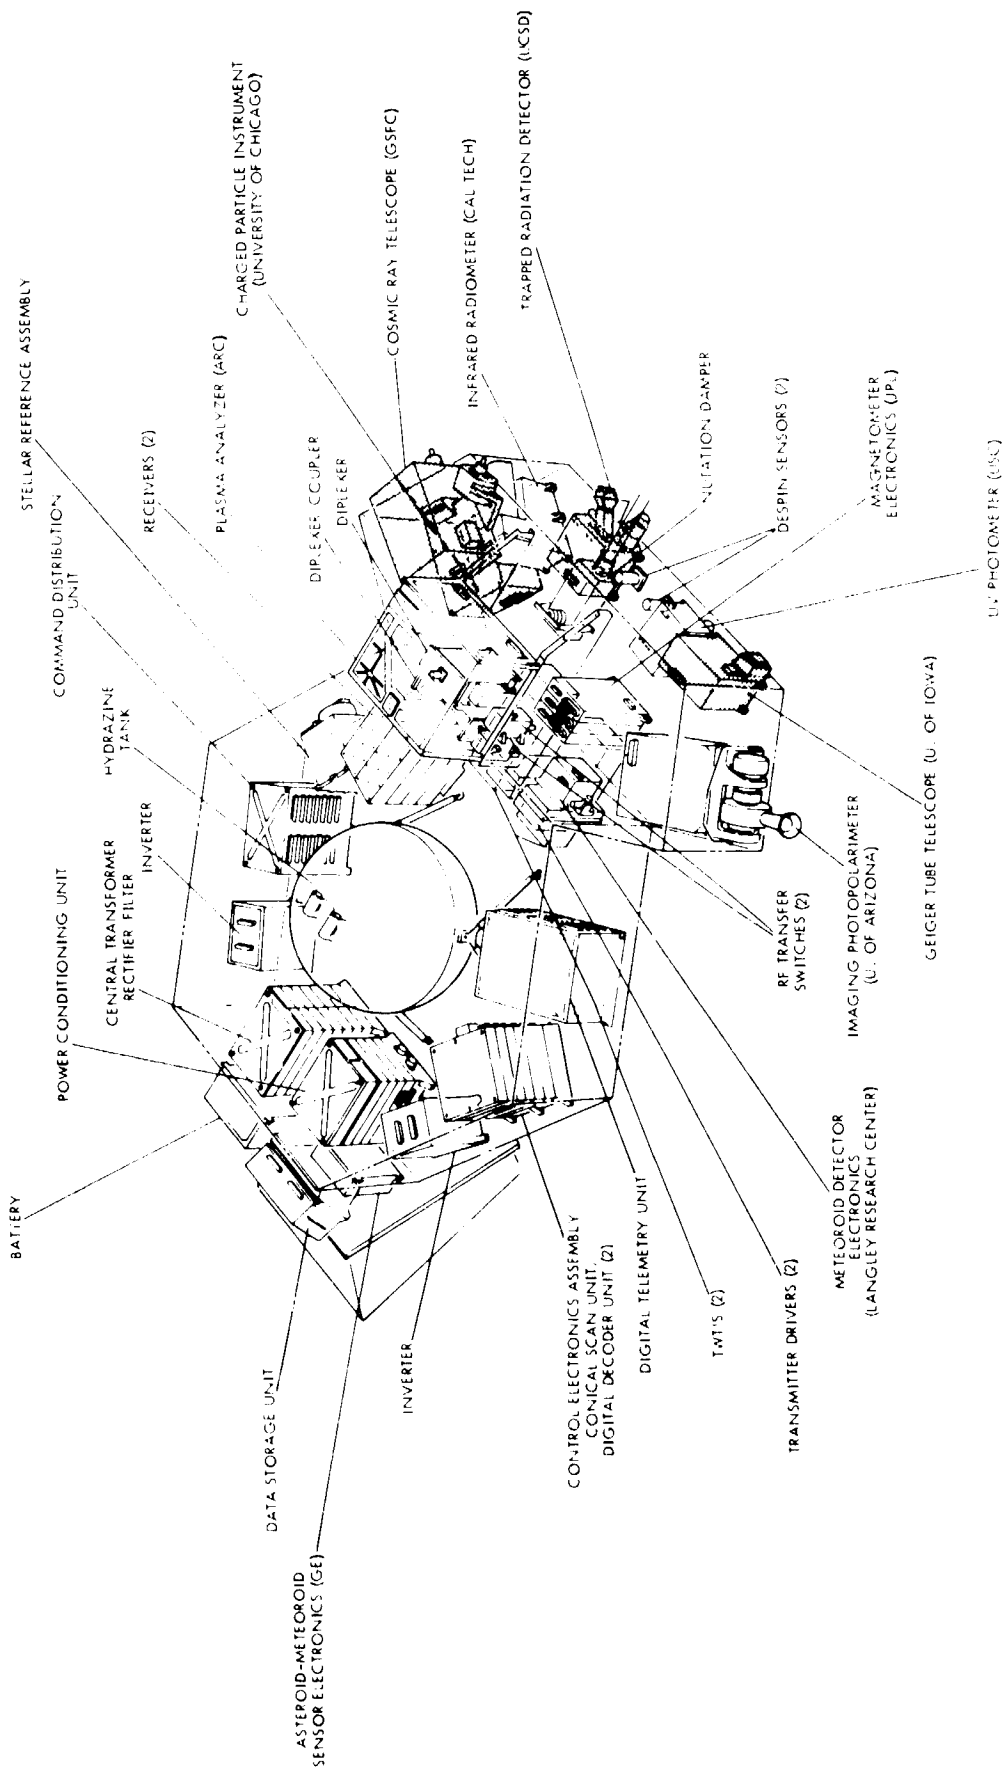 BATTERY
POWER CONDITIONING UNIT
CENTRAL TRANSFORMER
RECTIFIER FILTER
INVERTER
HYDRAZINE
TANK
COMMAND DISTRIBUTION
UNIT
STELLAR REFERENCE ASSEMBLY
RECEIVERS (2)
PLASMA ANALYZER (ARC)
DIPLEXER COUPLER
DIPLEXER
CHARGED PARTICLE INSTRUMENT
(UNIVERSITY OF CHICAGO)
COSMIC RAY TELESCOPE (GSFC)
INFRARED RADIOMETER (CAL TECH)
TRAPPED RADIATION DETECTOR (UCSD)
NUTATION DAMPER
DESPIN SENSORS (2)
MAGNETOMETER
ELECTRONICS (JPL)
UV PHOTOMETER (USC)
GEIGER TUBE TELESCOPE (U. OF IOWA)
IMAGING PHOTOPOLARIMETER
(U. OF ARIZONA)
RF TRANSFER
SWITCHES (2)
METEOROID DETECTOR
ELECTRONICS
(LANGLEY RESEARCH CENTER)
TRANSMITTER DRIVERS (2)
TWT'S (2)
DIGITAL TELEMETRY UNIT
CONTROL ELECTRONICS ASSEMBLY
CONICAL SCAN UNIT,
DIGITAL DECODER UNIT (2)
INVERTER
DATA STORAGE UNIT
ASTEROID-METEOROID
SENSOR ELECTRONICS (GE)